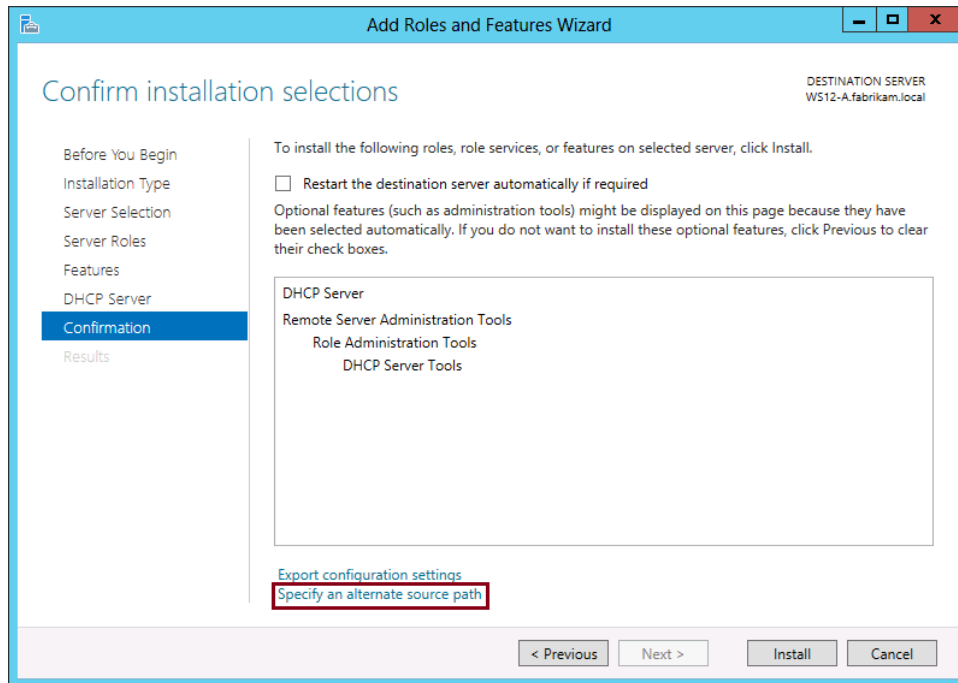 Add Roles and Features Wizard
Confirm installation selections
DESTINATION SERVER
WS12-A.fabrikam.local
Before You Begin
Installation Type
Server Selection
Server Roles
Features
DHCP Server
Confirmation
Results
To install the following roles, role services, or features on selected server, click Install.
Restart the destination server automatically if required
Optional features (such as administration tools) might be displayed on this page because they have
been selected automatically. If you do not want to install these optional features, click Previous to clear
their check boxes.
DHCP Server
Remote Server Administration Tools
Role Administration Tools
DHCP Server Tools
Export configuration settings
Specify an alternate source path
< Previous
Next >
Install
Cancel